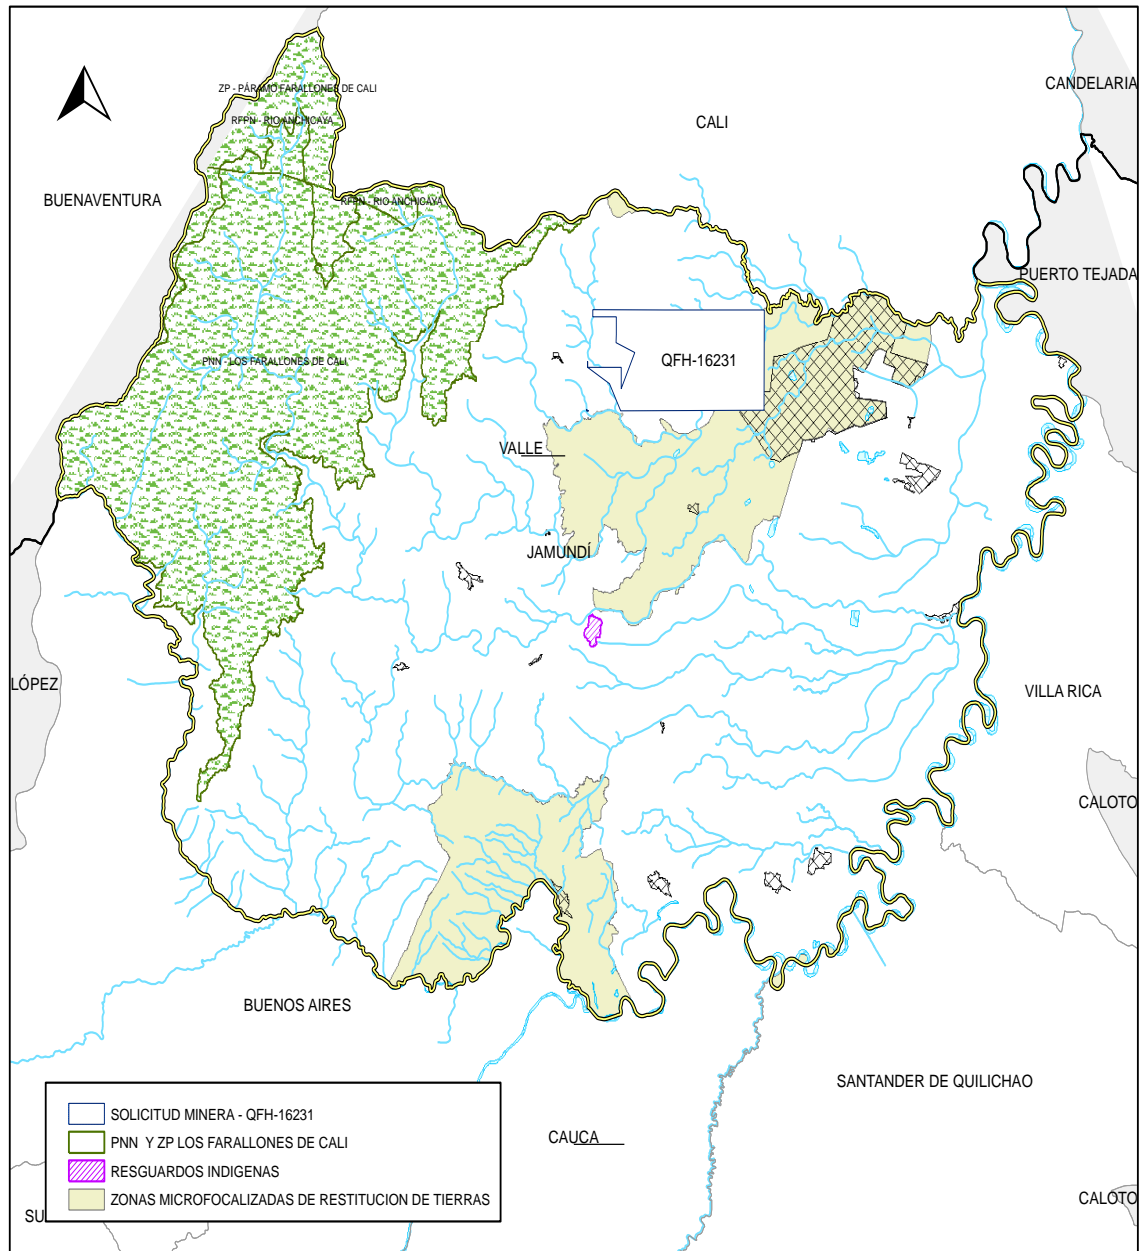 CANDELARIA
ZP - PÁRAMO FARALLONES DE CALI
RFPN - RIO ANCHICAYA
CALI
BUENAVENTURA
RFPN - RIO ANCHICAYA
PUERTO TEJADA
PNN - LOS FARALLONES DE CALI
QFH-16231
VALLE
JAMUNDÍ
LÓPEZ
VILLA RICA
CALOTO
BUENOS AIRES
SANTANDER DE QUILICHAO
SOLICITUD MINERA - QFH-16231
PNN Y ZP LOS FARALLONES DE CALI
RESGUARDOS INDIGENAS
ZONAS MICROFOCALIZADAS DE RESTITUCION DE TIERRAS
CAUCA
CALOTO
SU